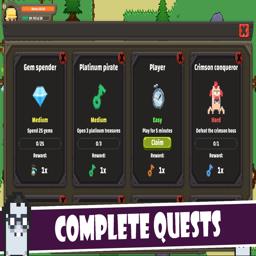 Gem spender
Platinum pirate
Player
Crimson conqueror
Medium
Medium
Easy
Hard
Spend 25 gems
Open 3 platinum treasures
Play for 5 minutes
Defeat the crimson boss
0/25
0/3
Claim
0/1
Reward:
Reward:
Reward:
Reward:
1x
1x
1x
1x
COMPLETE QUESTS